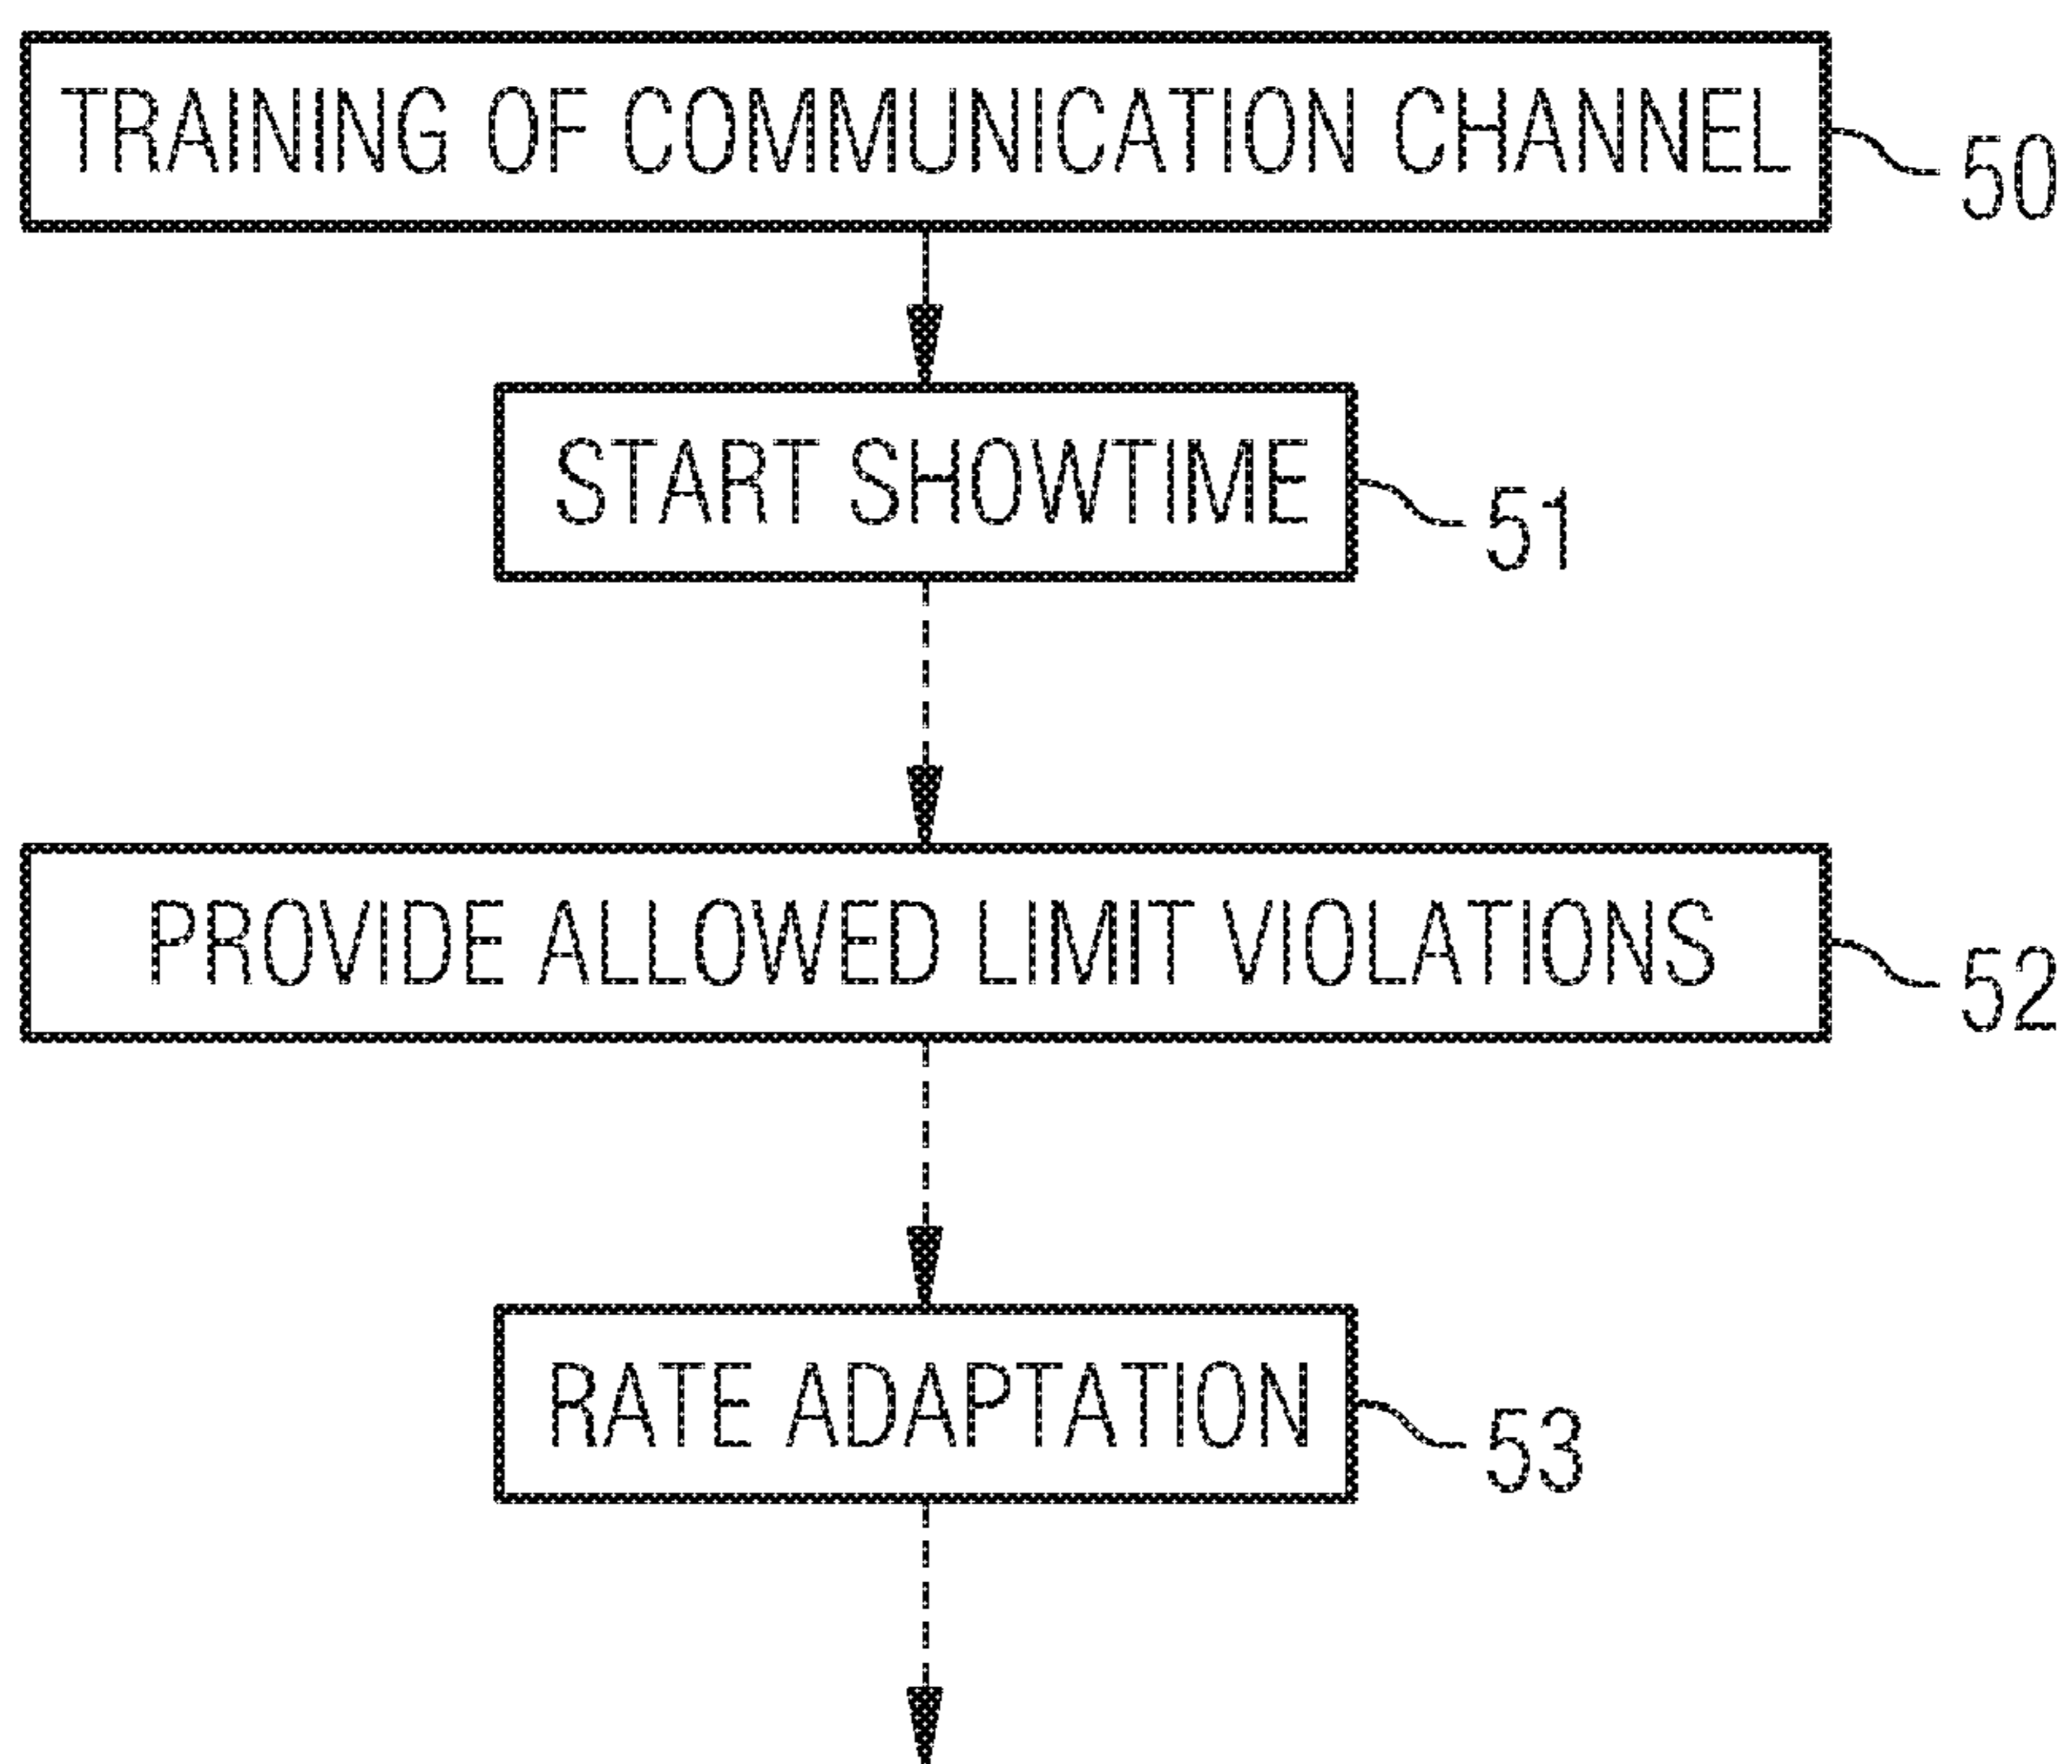 TRAINING OF COMMUNICATION CHANNEL
50
START SHOWTIME
51
PROVIDE ALLOWED LIMIT VIOLATIONS
52
RATE ADAPTATION
53